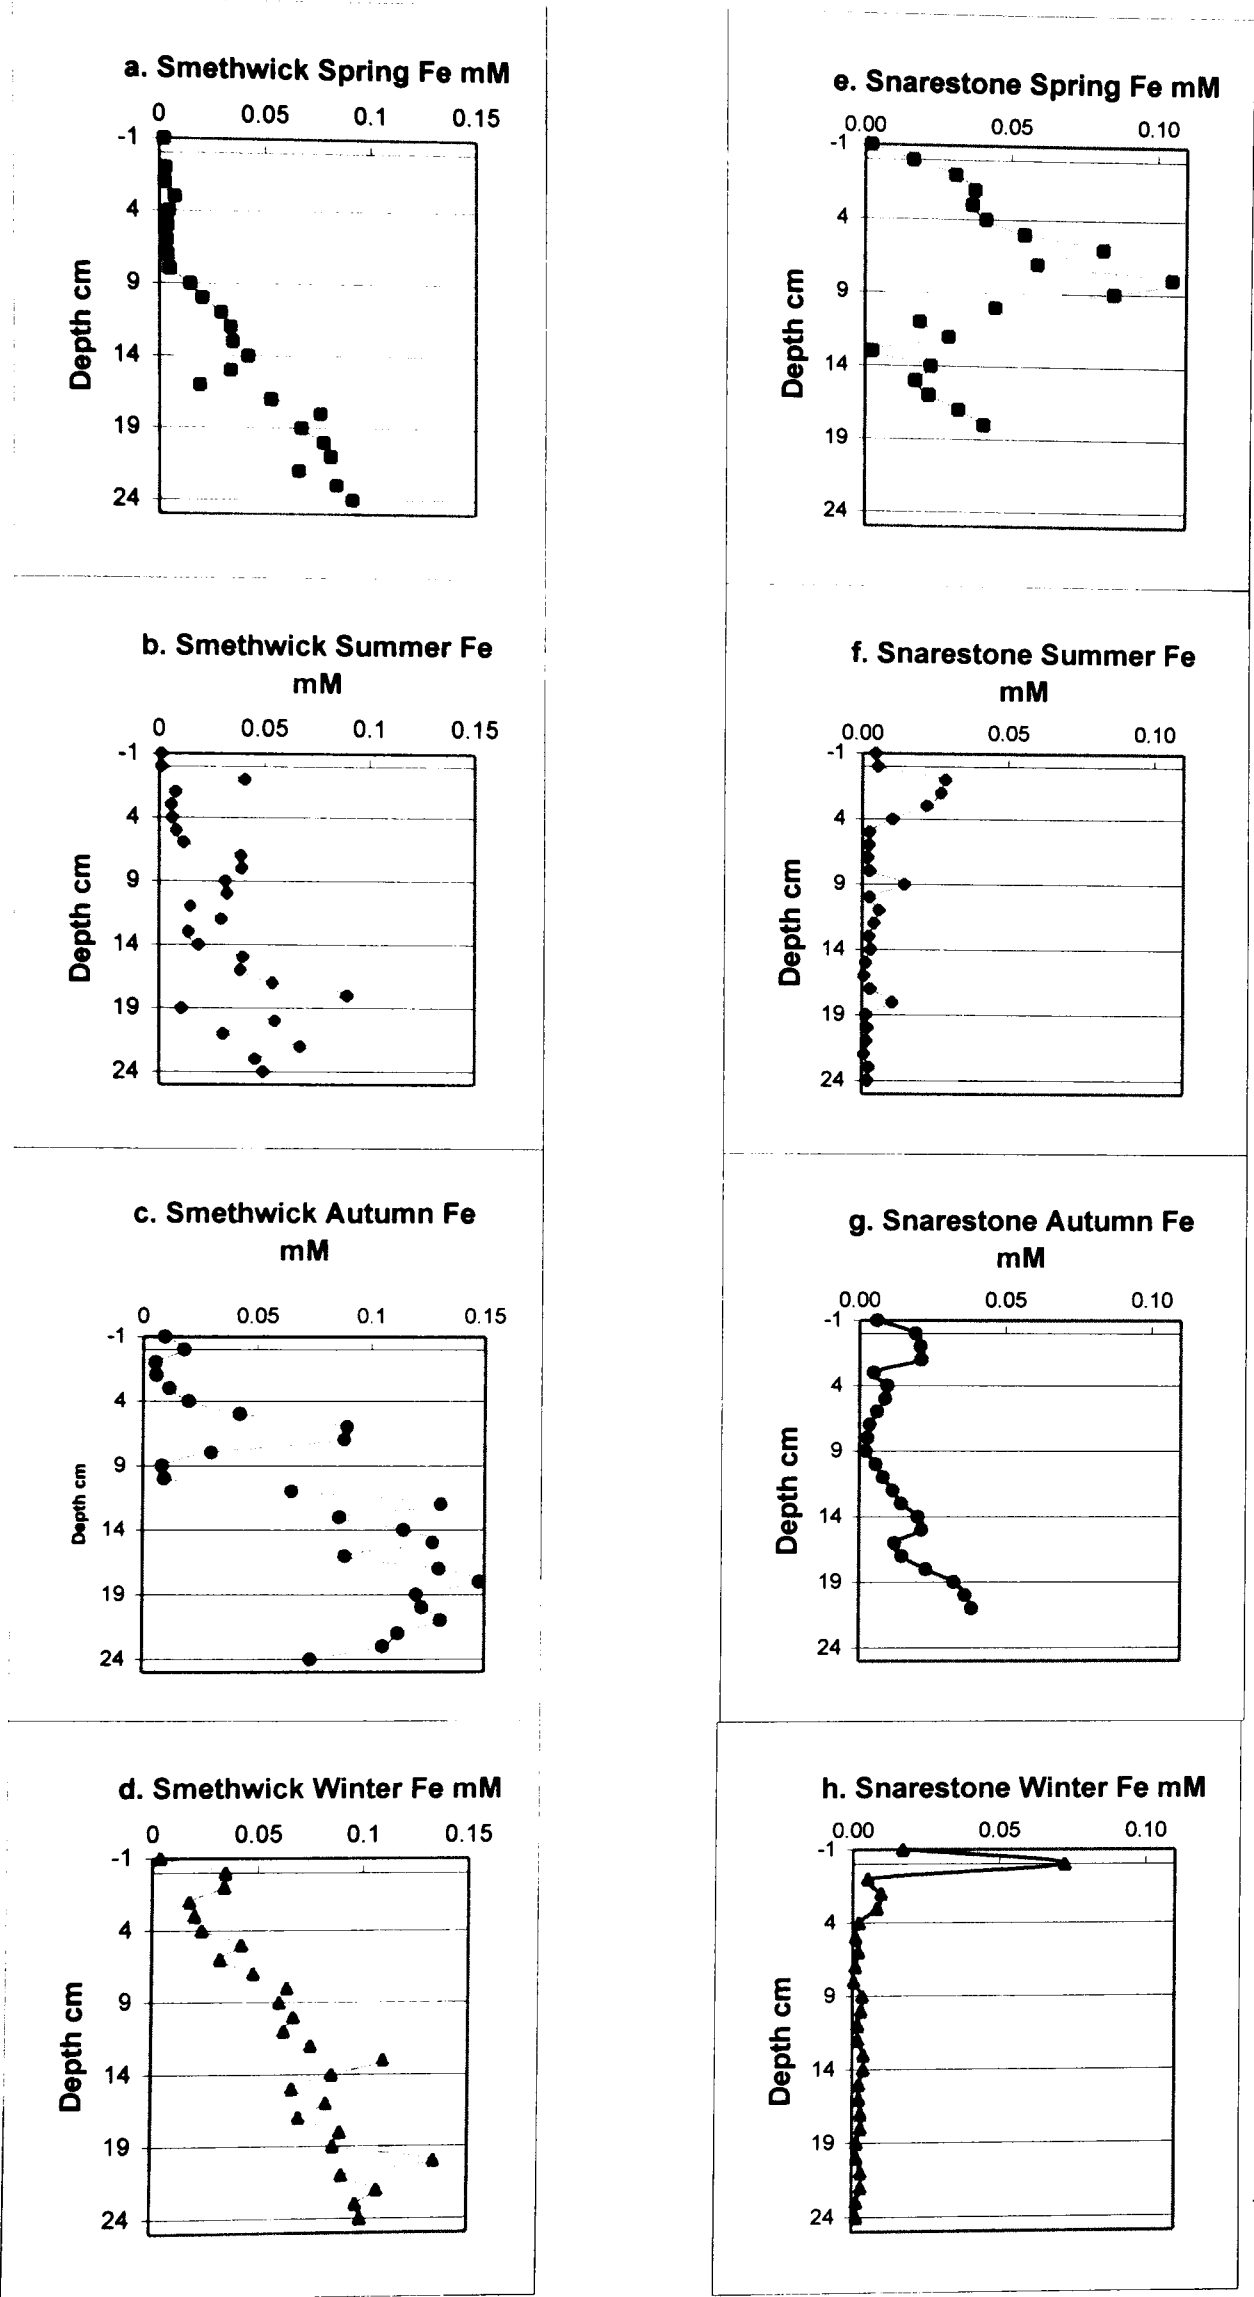 a. Smethwick Spring Fe mM
0 0.05 0.1 0.15
-1
4
9
14
19
24
Depth cm
b. Smethwick Summer Fe
mM
0 0.05 0.1 0.15
-1
4
9
14
19
24
Depth cm
c. Smethwick Autumn Fe
mM
0 0.05 0.1 0.15
-1
4
9
14
19
24
Depth cm
d. Smethwick Winter Fe mM
0 0.05 0.1 0.15
-1
4
9
14
19
24
Depth cm
e. Snarestone Spring Fe mM
0.00 0.05 0.10
-1
4
9
14
19
24
Depth cm
f. Snarestone Summer Fe
mM
0.00 0.05 0.10
-1
4
9
14
19
24
Depth cm
g. Snarestone Autumn Fe
mM
0.00 0.05 0.10
-1
4
9
14
19
24
Depth cm
h. Snarestone Winter Fe mM
0.00 0.05 0.10
-1
4
9
14
19
24
Depth cm